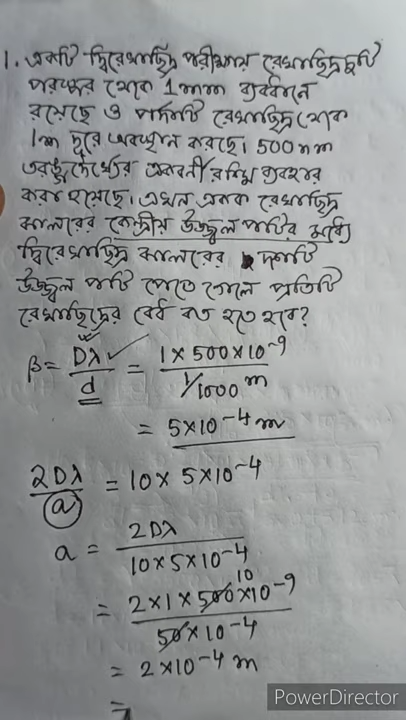 1. একটি দ্বিরেখাছিদ্র পরীক্ষায় রেখাছিদ্র দুটি
পরস্পর থেকে 1mm ব্যবধানে
রয়েছে ও পর্দাটি রেখাছিদ্র থেকে
1m দূরে অবস্থান করছে। 500nm
তরঙ্গদৈর্ঘ্যের একবর্ণী রশ্মি ব্যবহার
করা হয়েছে। এখন একক রেখাছিদ্র
ঝালরের কেন্দ্রীয় উজ্জ্বল পটির মধ্যে
দ্বিরেখাছিদ্র ঝালরের দশটি
উজ্জ্বল পটি পেতে গেলে প্রতিটি
রেখাছিদ্রের বেধ কত হতে হবে?
β = Dλ/d = 1 × 500 × 10⁻⁹ / 1/1000 m
= 5×10⁻⁴ m
2Dλ/a = 10 × 5×10⁻⁴
a = 2Dλ / 10×5×10⁻⁴
= 2×1×500×10⁻⁹ / 50×10⁻⁴
10
= 2×10⁻⁴ m
=
PowerDirector